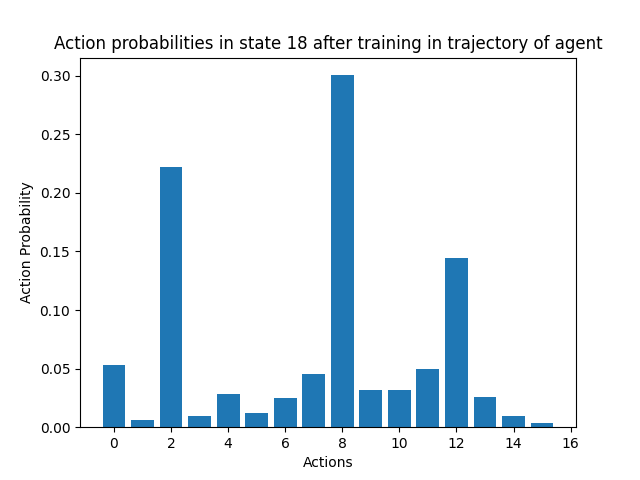 Action probabilities in state 18 after training in trajectory of agent
0.30
0.25
0.20
0.15
0.10
0.05
0.00
Action Probability
0 2 4 6 8 10 12 14 16
Actions